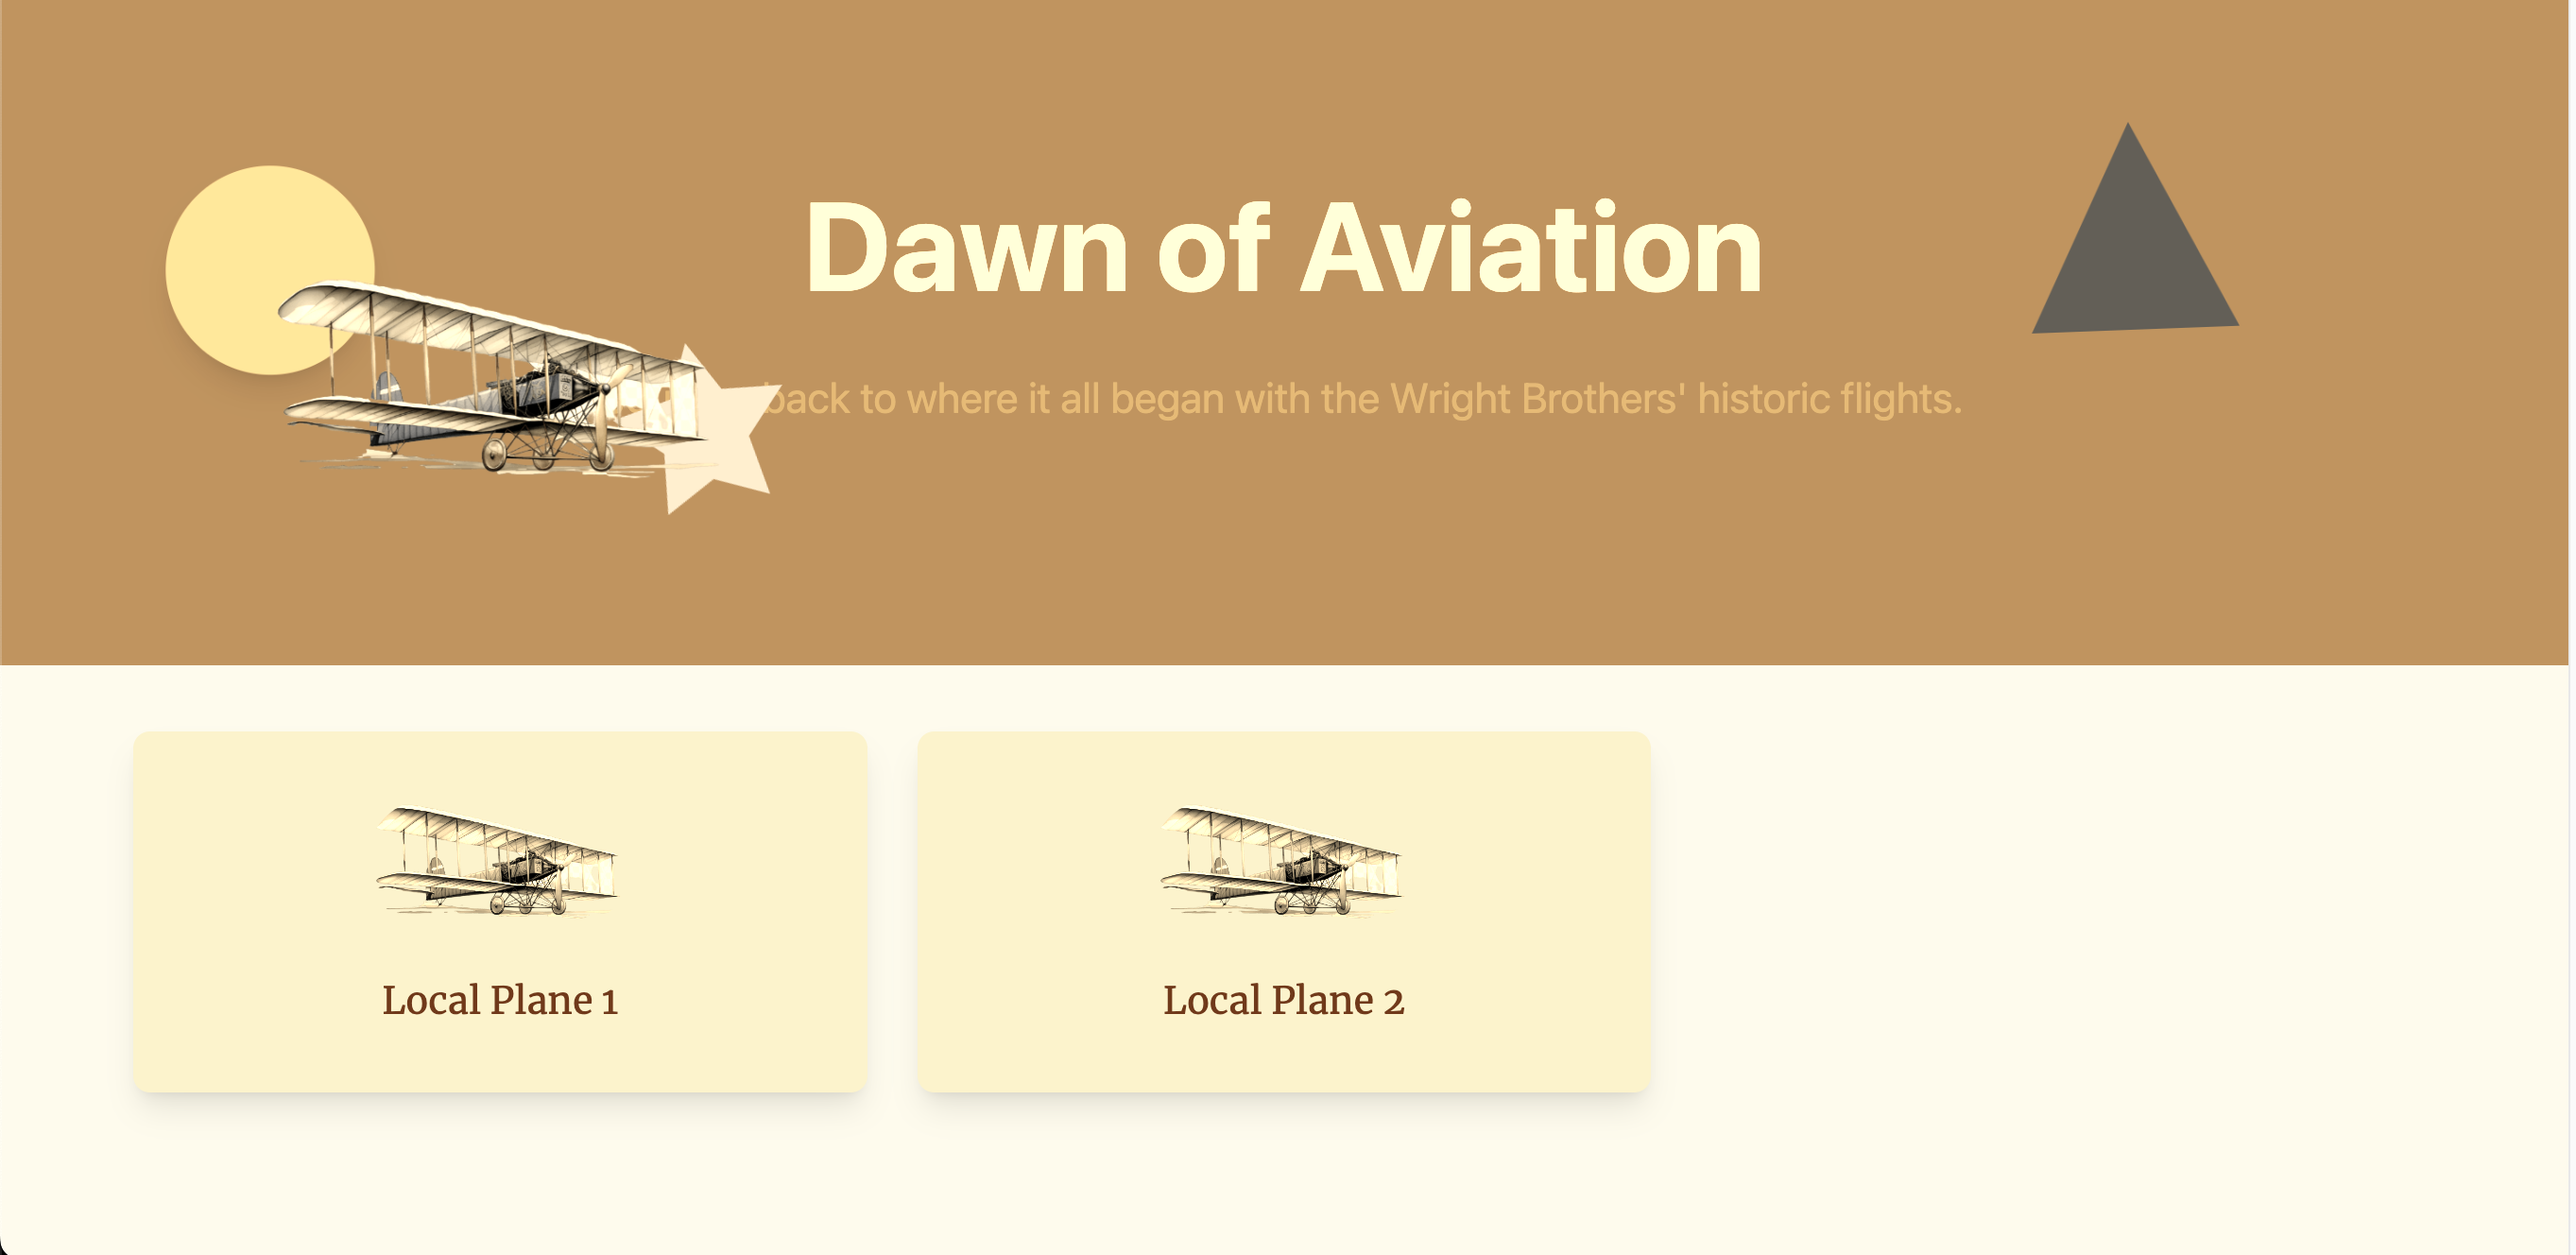 Dawn of Aviation
back to where it all began with the Wright Brothers' historic flights.
Local Plane 1
Local Plane 2